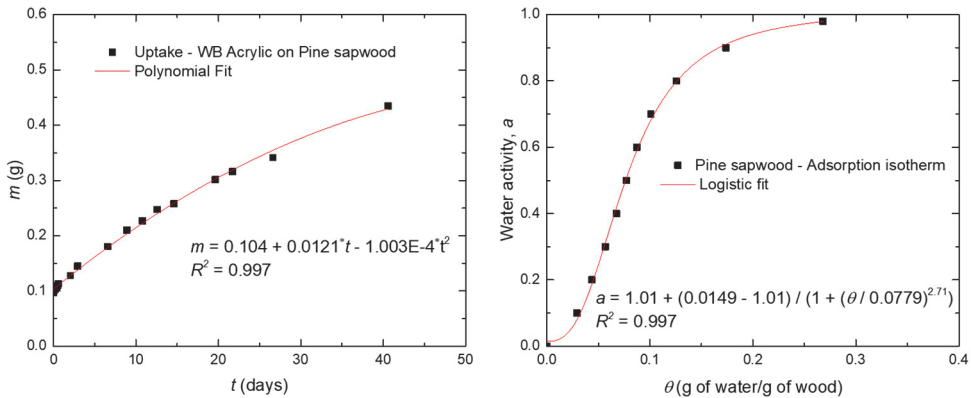 0.6
0.5
0.4
0.3
0.2
0.1
0.0
m (g)
Uptake - WB Acrylic on Pine sapwood
Polynomial Fit
m = 0.104 + 0.0121*t - 1.003E-4*t²
R² = 0.997
0 10 20 30 40 50
t (days)
1.0
0.8
0.6
0.4
0.2
0.0
Water activity, a
Pine sapwood - Adsorption isotherm
Logistic fit
a = 1.01 + (0.0149 - 1.01) / (1 + (θ / 0.0779)^2.71)
R² = 0.997
0.0 0.1 0.2 0.3 0.4
θ (g of water/g of wood)